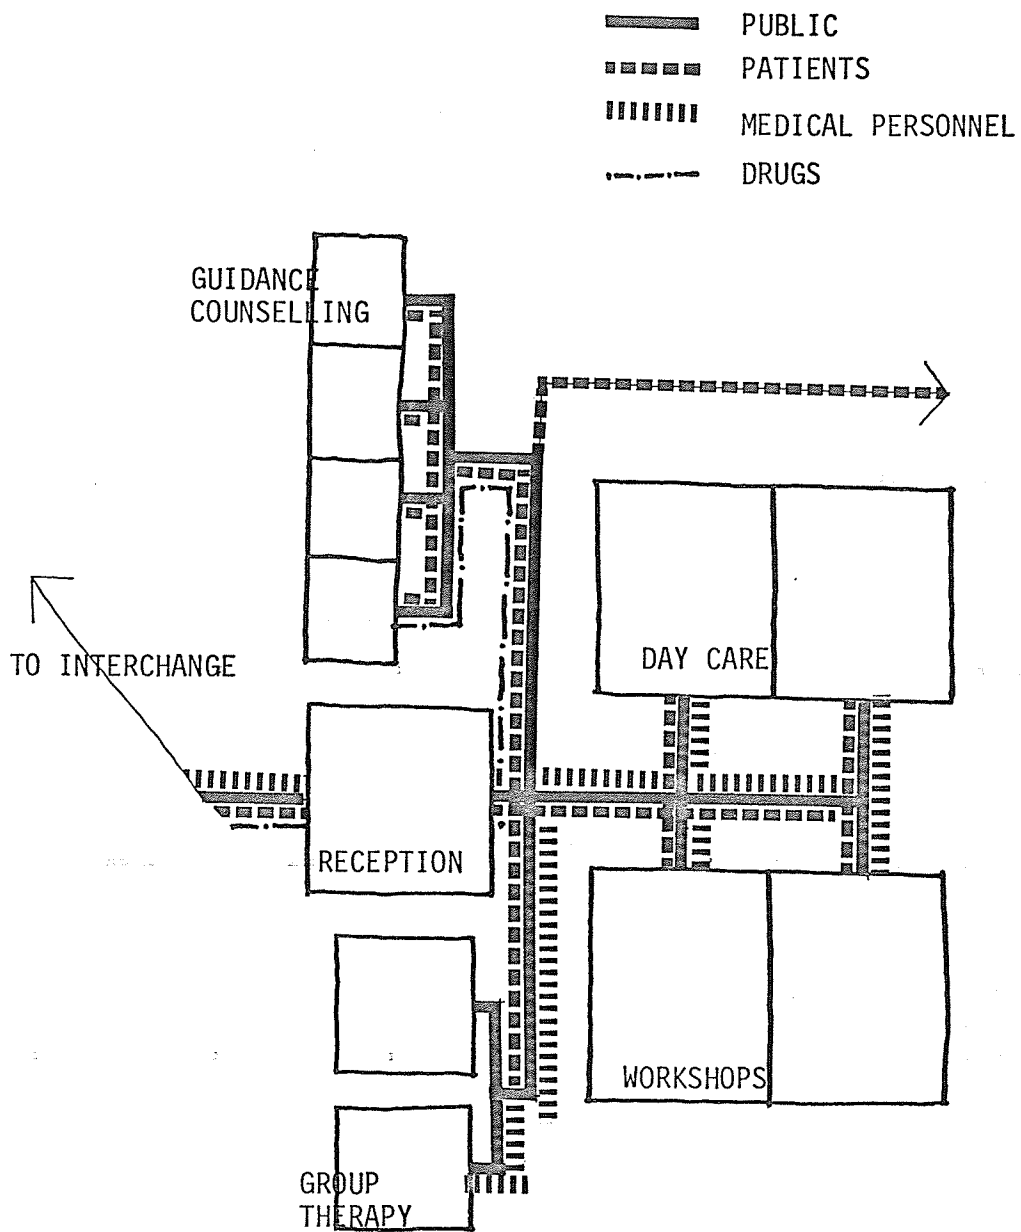 PUBLIC
PATIENTS
MEDICAL PERSONNEL
DRUGS
GUIDANCE
COUNSELLING
TO INTERCHANGE
DAY CARE
RECEPTION
WORKSHOPS
GROUP
THERAPY